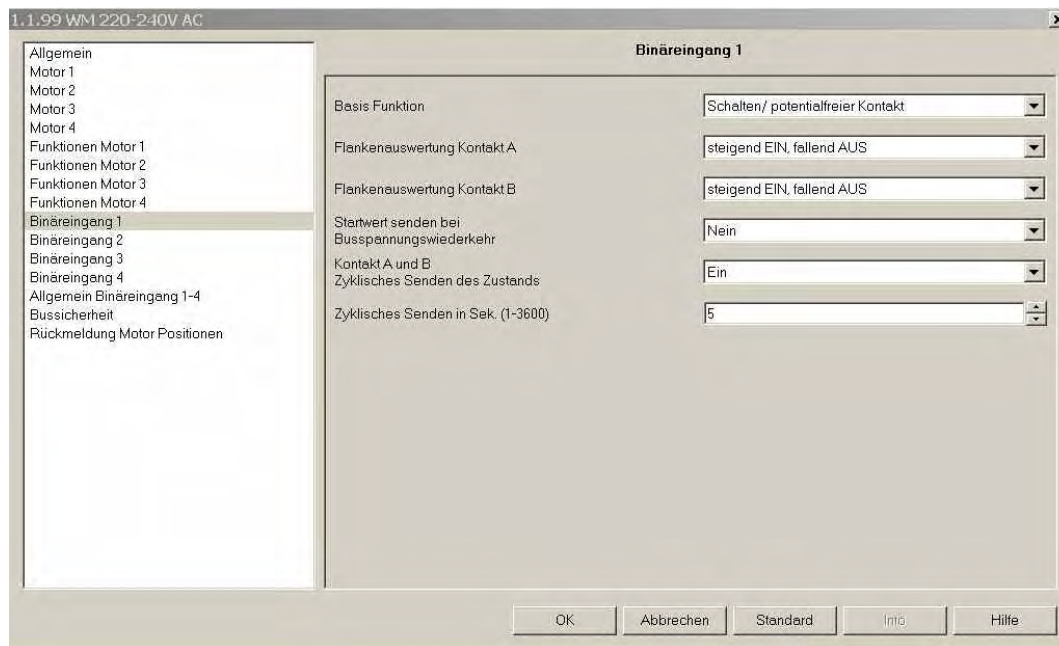 1.1.99 WM 220-240V AC
Allgemein
Motor 1
Motor 2
Motor 3
Motor 4
Funktionen Motor 1
Funktionen Motor 2
Funktionen Motor 3
Funktionen Motor 4
Binäreingang 1
Binäreingang 2
Binäreingang 3
Binäreingang 4
Allgemein Binäreingang 1-4
Bussicherheit
Rückmeldung Motor Positionen
Binäreingang 1
Basis Funktion
Schalten/ potentialfreier Kontakt
Flankenauswertung Kontakt A
steigend EIN, fallend AUS
Flankenauswertung Kontakt B
steigend EIN, fallend AUS
Startwert senden bei
Busspannungswiederkehr
Nein
Kontakt A und B
Zyklisches Senden des Zustands
Ein
Zyklisches Senden in Sek. (1-3600)
5
OK
Abbrechen
Standard
Info
Hilfe